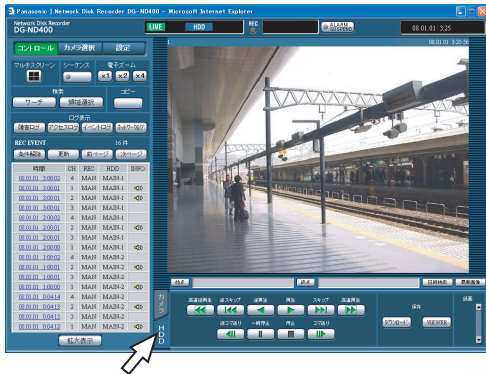 Panasonic | Network Disk Recorder DG-ND400 - Microsoft Internet Explorer
Network Disk Recorder
DG-ND400
LIVE
HDD
REC
ALARM
SUSPEND
08.01.01 3:25
コントロール カメラ選択 設定
マルチスクリーン シーケンス 電子ズーム
×1 ×2 ×4
検索 コピー
サーチ 領域選択
ログ表示
障害ログ アクセスログ イベントログ ネットワークログ
REC EVENT 16 件
条件解除 更新 前ページ 次ページ
時間 CH REC HDD INFO
08.01.01 3:00:02 4 MAN MAIN-1
08.01.01 3:00:01 1 MAN MAIN-1
08.01.01 3:00:01 2 MAN MAIN-1
08.01.01 3:00:01 3 MAN MAIN-1
08.01.01 2:00:01 4 MAN MAIN-1
08.01.01 2:00:01 2 MAN MAIN-1
08.01.01 2:00:01 3 MAN MAIN-1
08.01.01 2:00:00 1 MAN MAIN-1
08.01.01 1:00:02 4 MAN MAIN-2
08.01.01 1:00:01 1 MAN MAIN-2
08.01.01 1:00:01 2 MAN MAIN-2
08.01.01 1:00:01 3 MAN MAIN-2
08.01.01 0:04:14 4 MAN MAIN-2
08.01.01 0:04:13 2 MAN MAIN-2
08.01.01 0:04:13 3 MAN MAIN-2
08.01.01 0:04:12 1 MAN MAIN-2
拡大表示
1
08.01.01 3:23:56
始点
終点
日時検索 最新画像
カメラ
HDD
高速逆再生 逆スキップ 逆再生 再生 スキップ 高速再生
逆コマ送り 一時停止 停止 コマ送り
保存
ダウンロード VIEWER
録画